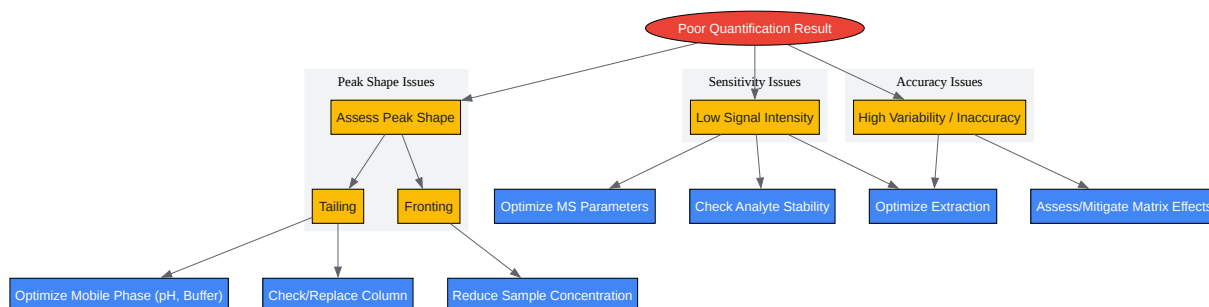 Poor Quantification Result
Peak Shape Issues
Sensitivity Issues
Accuracy Issues
Assess Peak Shape
Low Signal Intensity
High Variability / Inaccuracy
Tailing
Fronting
Optimize MS Parameters
Check Analyte Stability
Optimize Extraction
Assess/Mitigate Matrix Effects
Optimize Mobile Phase (pH, Buffer)
Check/Replace Column
Reduce Sample Concentration